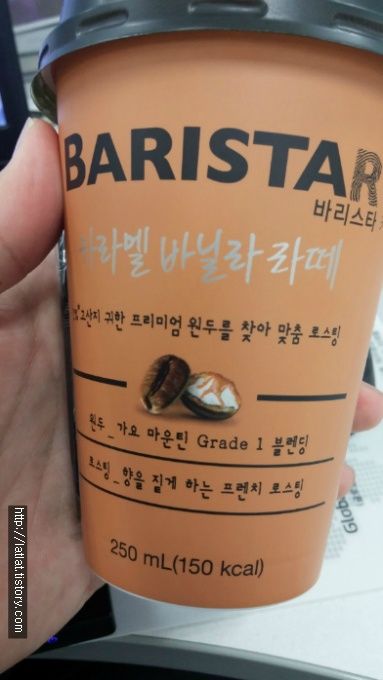 BARISTAR
바리스타
카라멜 바닐라 라떼
고산지 귀한 프리미엄 원두를 찾아 맞춤 로스팅
원두_가요 마운틴 Grade 1 블렌딩
로스팅_향을 짙게 하는 프렌치 로스팅
250 mL(150 kcal)
http://latlat.tistory.com